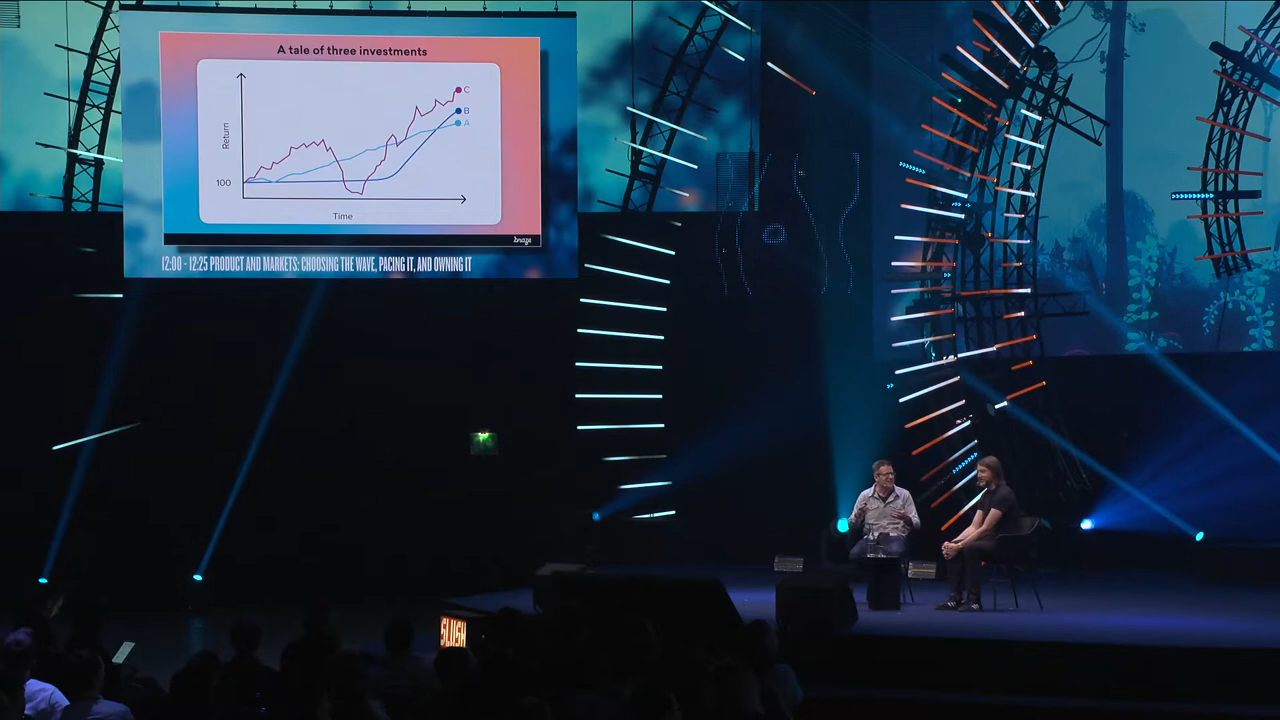 A tale of three investments
Return
C
B
A
100
Time
braze
12:00 - 12:25 PRODUCT AND MARKETS: CHOOSING THE WAVE, PACING IT, AND OWNING IT
SLUSH